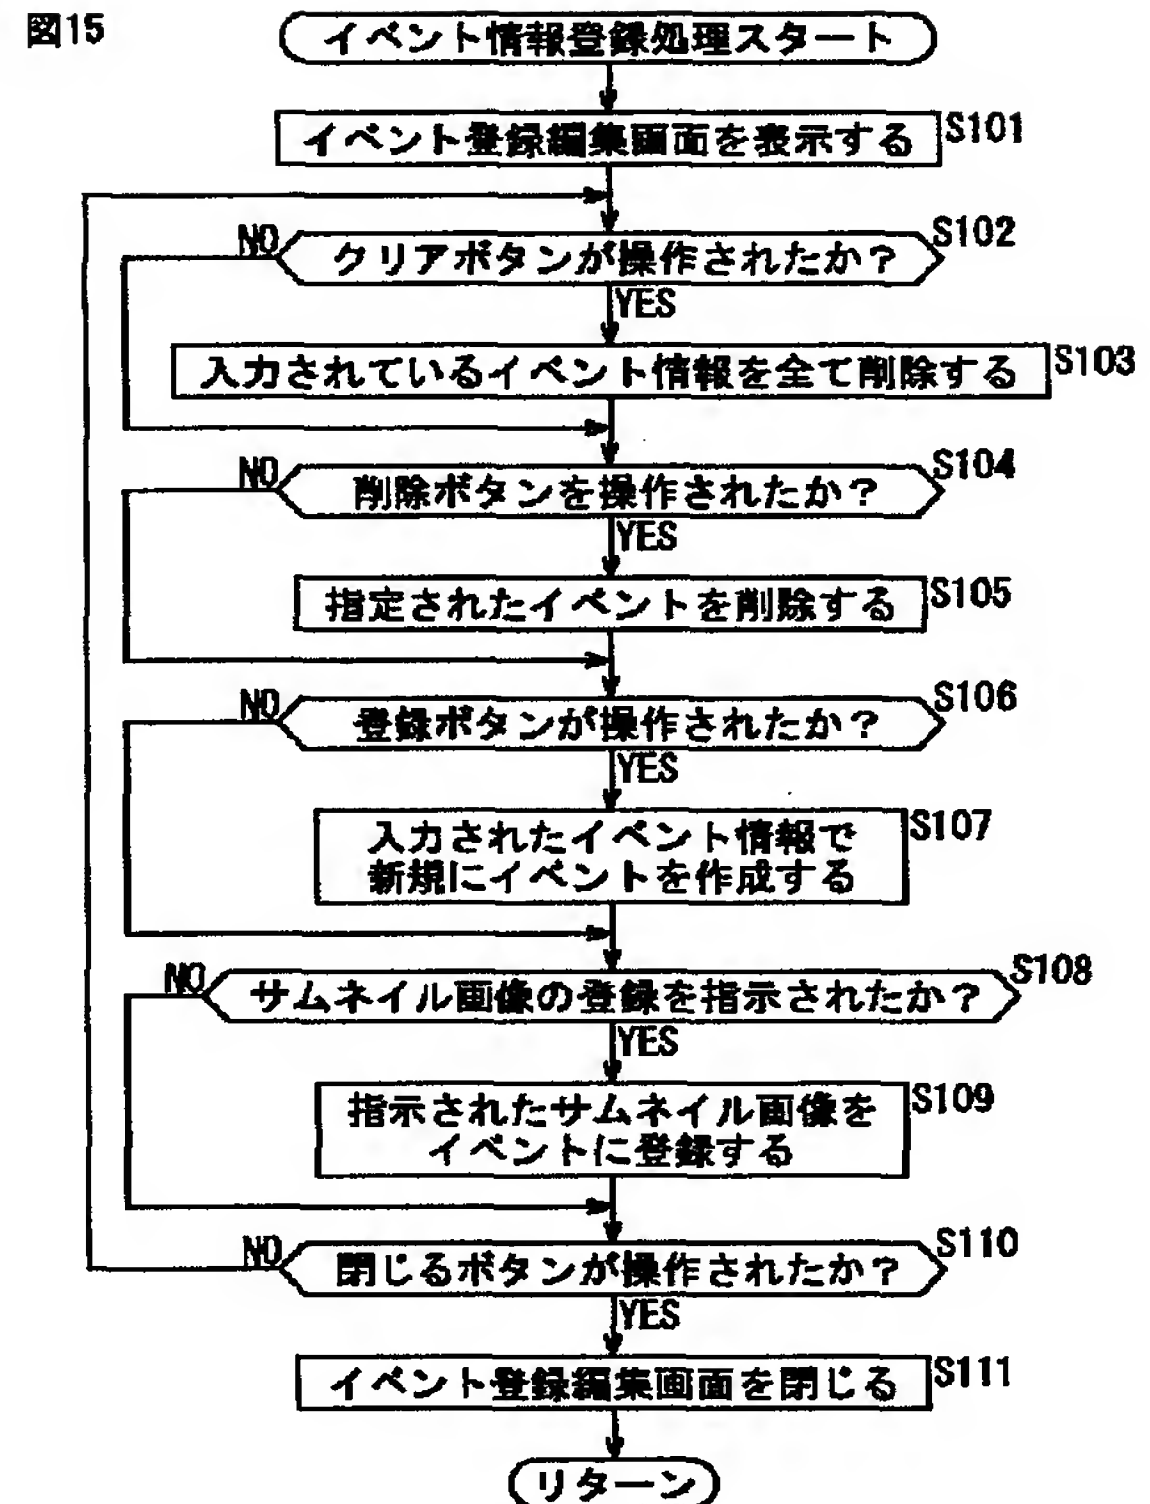 図15
イベント情報登録処理スタート
イベント登録編集画面を表示する
S101
クリアボタンが操作されたか？
S102
NO
YES
入力されているイベント情報を全て削除する
S103
削除ボタンを操作されたか？
S104
NO
YES
指定されたイベントを削除する
S105
登録ボタンが操作されたか？
S106
NO
YES
入力されたイベント情報で
新規にイベントを作成する
S107
サムネイル画像の登録を指示されたか？
S108
NO
YES
指示されたサムネイル画像を
イベントに登録する
S109
閉じるボタンが操作されたか？
S110
NO
YES
イベント登録編集画面を閉じる
S111
リターン